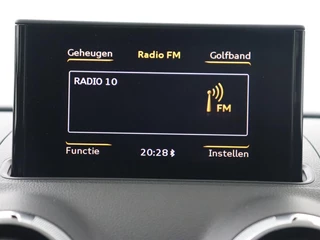 Geheugen Radio FM Golfband
RADIO 10
FM
Functie 20:28 Instellen